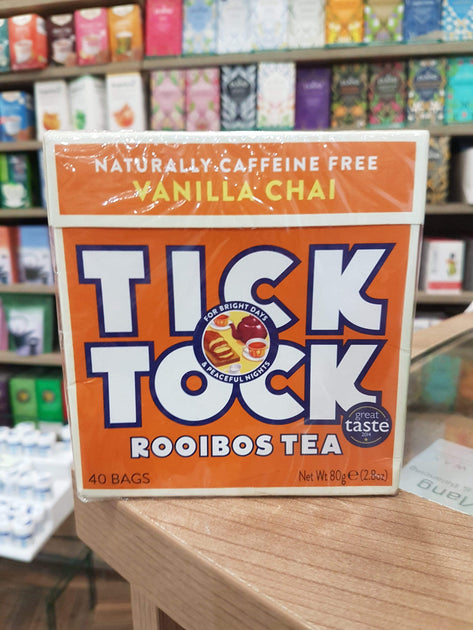 NATURALLY CAFFEINE FREE
VANILLA CHAI
TICK
FOR BRIGHT DAYS
& PEACEFUL NIGHTS
TOCK
great
taste
2014
ROOIBOS TEA
40 BAGS
Net Wt 80g e (2.8oz)